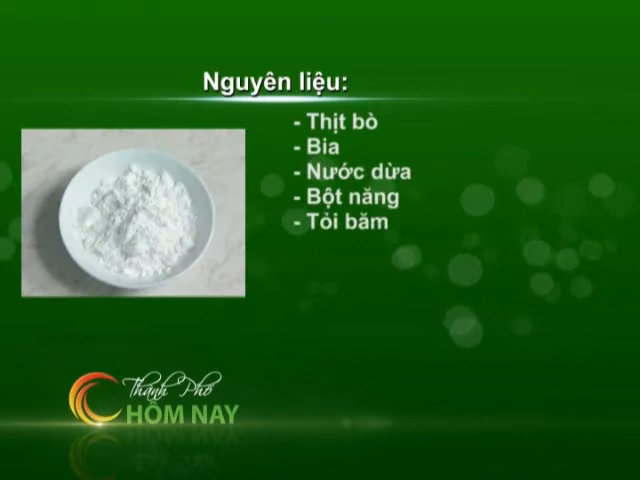 Nguyên liệu:
- Thịt bò
- Bia
- Nước dừa
- Bột năng
- Tỏi băm
Thành Phố
HÔM NAY